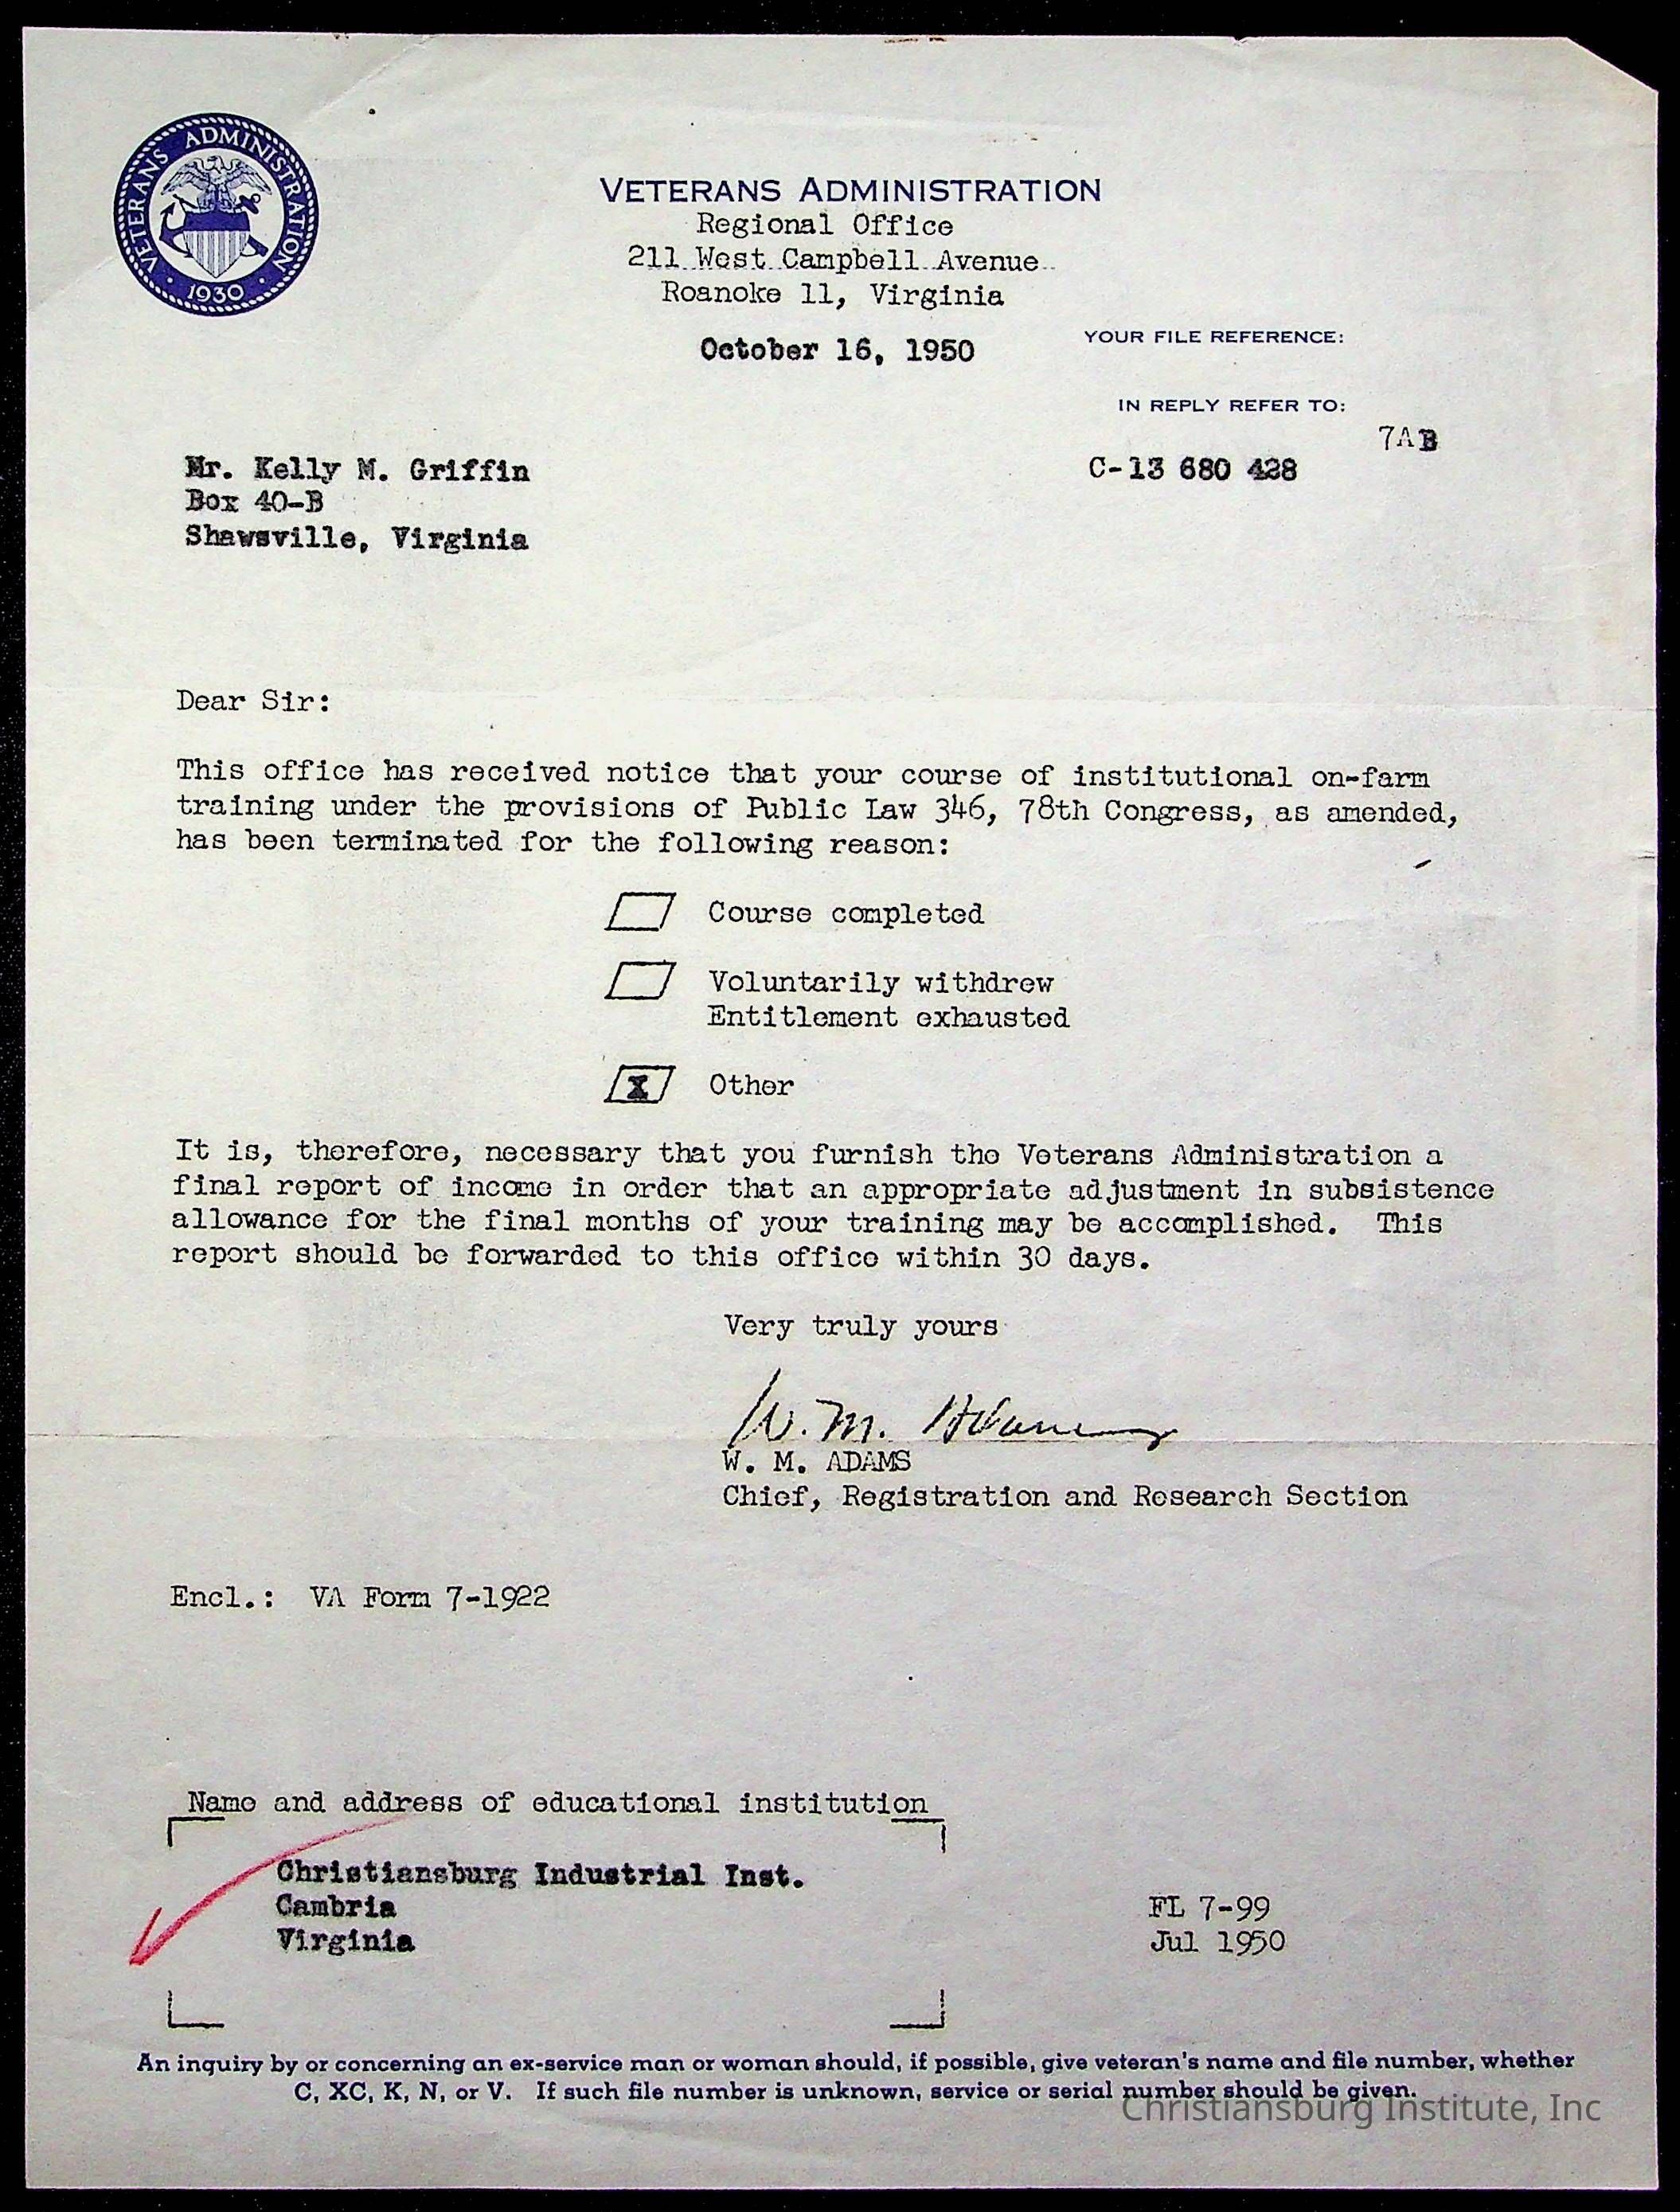 VETERANS ADMINISTRATION
1930
VETERANS ADMINISTRATION
Regional Office
211 West Campbell Avenue
Roanoke 11, Virginia
October 16, 1950
YOUR FILE REFERENCE:
IN REPLY REFER TO:
7AB
C-13 680 428
Mr. Kelly M. Griffin
Box 40-B
Shawsville, Virginia
Dear Sir:
This office has received notice that your course of institutional on-farm
training under the provisions of Public Law 346, 78th Congress, as amended,
has been terminated for the following reason:
Course completed
Voluntarily withdrew
Entitlement exhausted
X Other
It is, therefore, necessary that you furnish the Veterans Administration a
final report of income in order that an appropriate adjustment in subsistence
allowance for the final months of your training may be accomplished. This
report should be forwarded to this office within 30 days.
Very truly yours
W. M. Adams
W. M. ADAMS
Chief, Registration and Research Section
Encl.: VA Form 7-1922
Name and address of educational institution
Christiansburg Industrial Inst.
Cambria
Virginia
FL 7-99
Jul 1950
An inquiry by or concerning an ex-service man or woman should, if possible, give veteran's name and file number, whether
C, XC, K, N, or V. If such file number is unknown, service or serial number should be given.
Christiansburg Institute, Inc